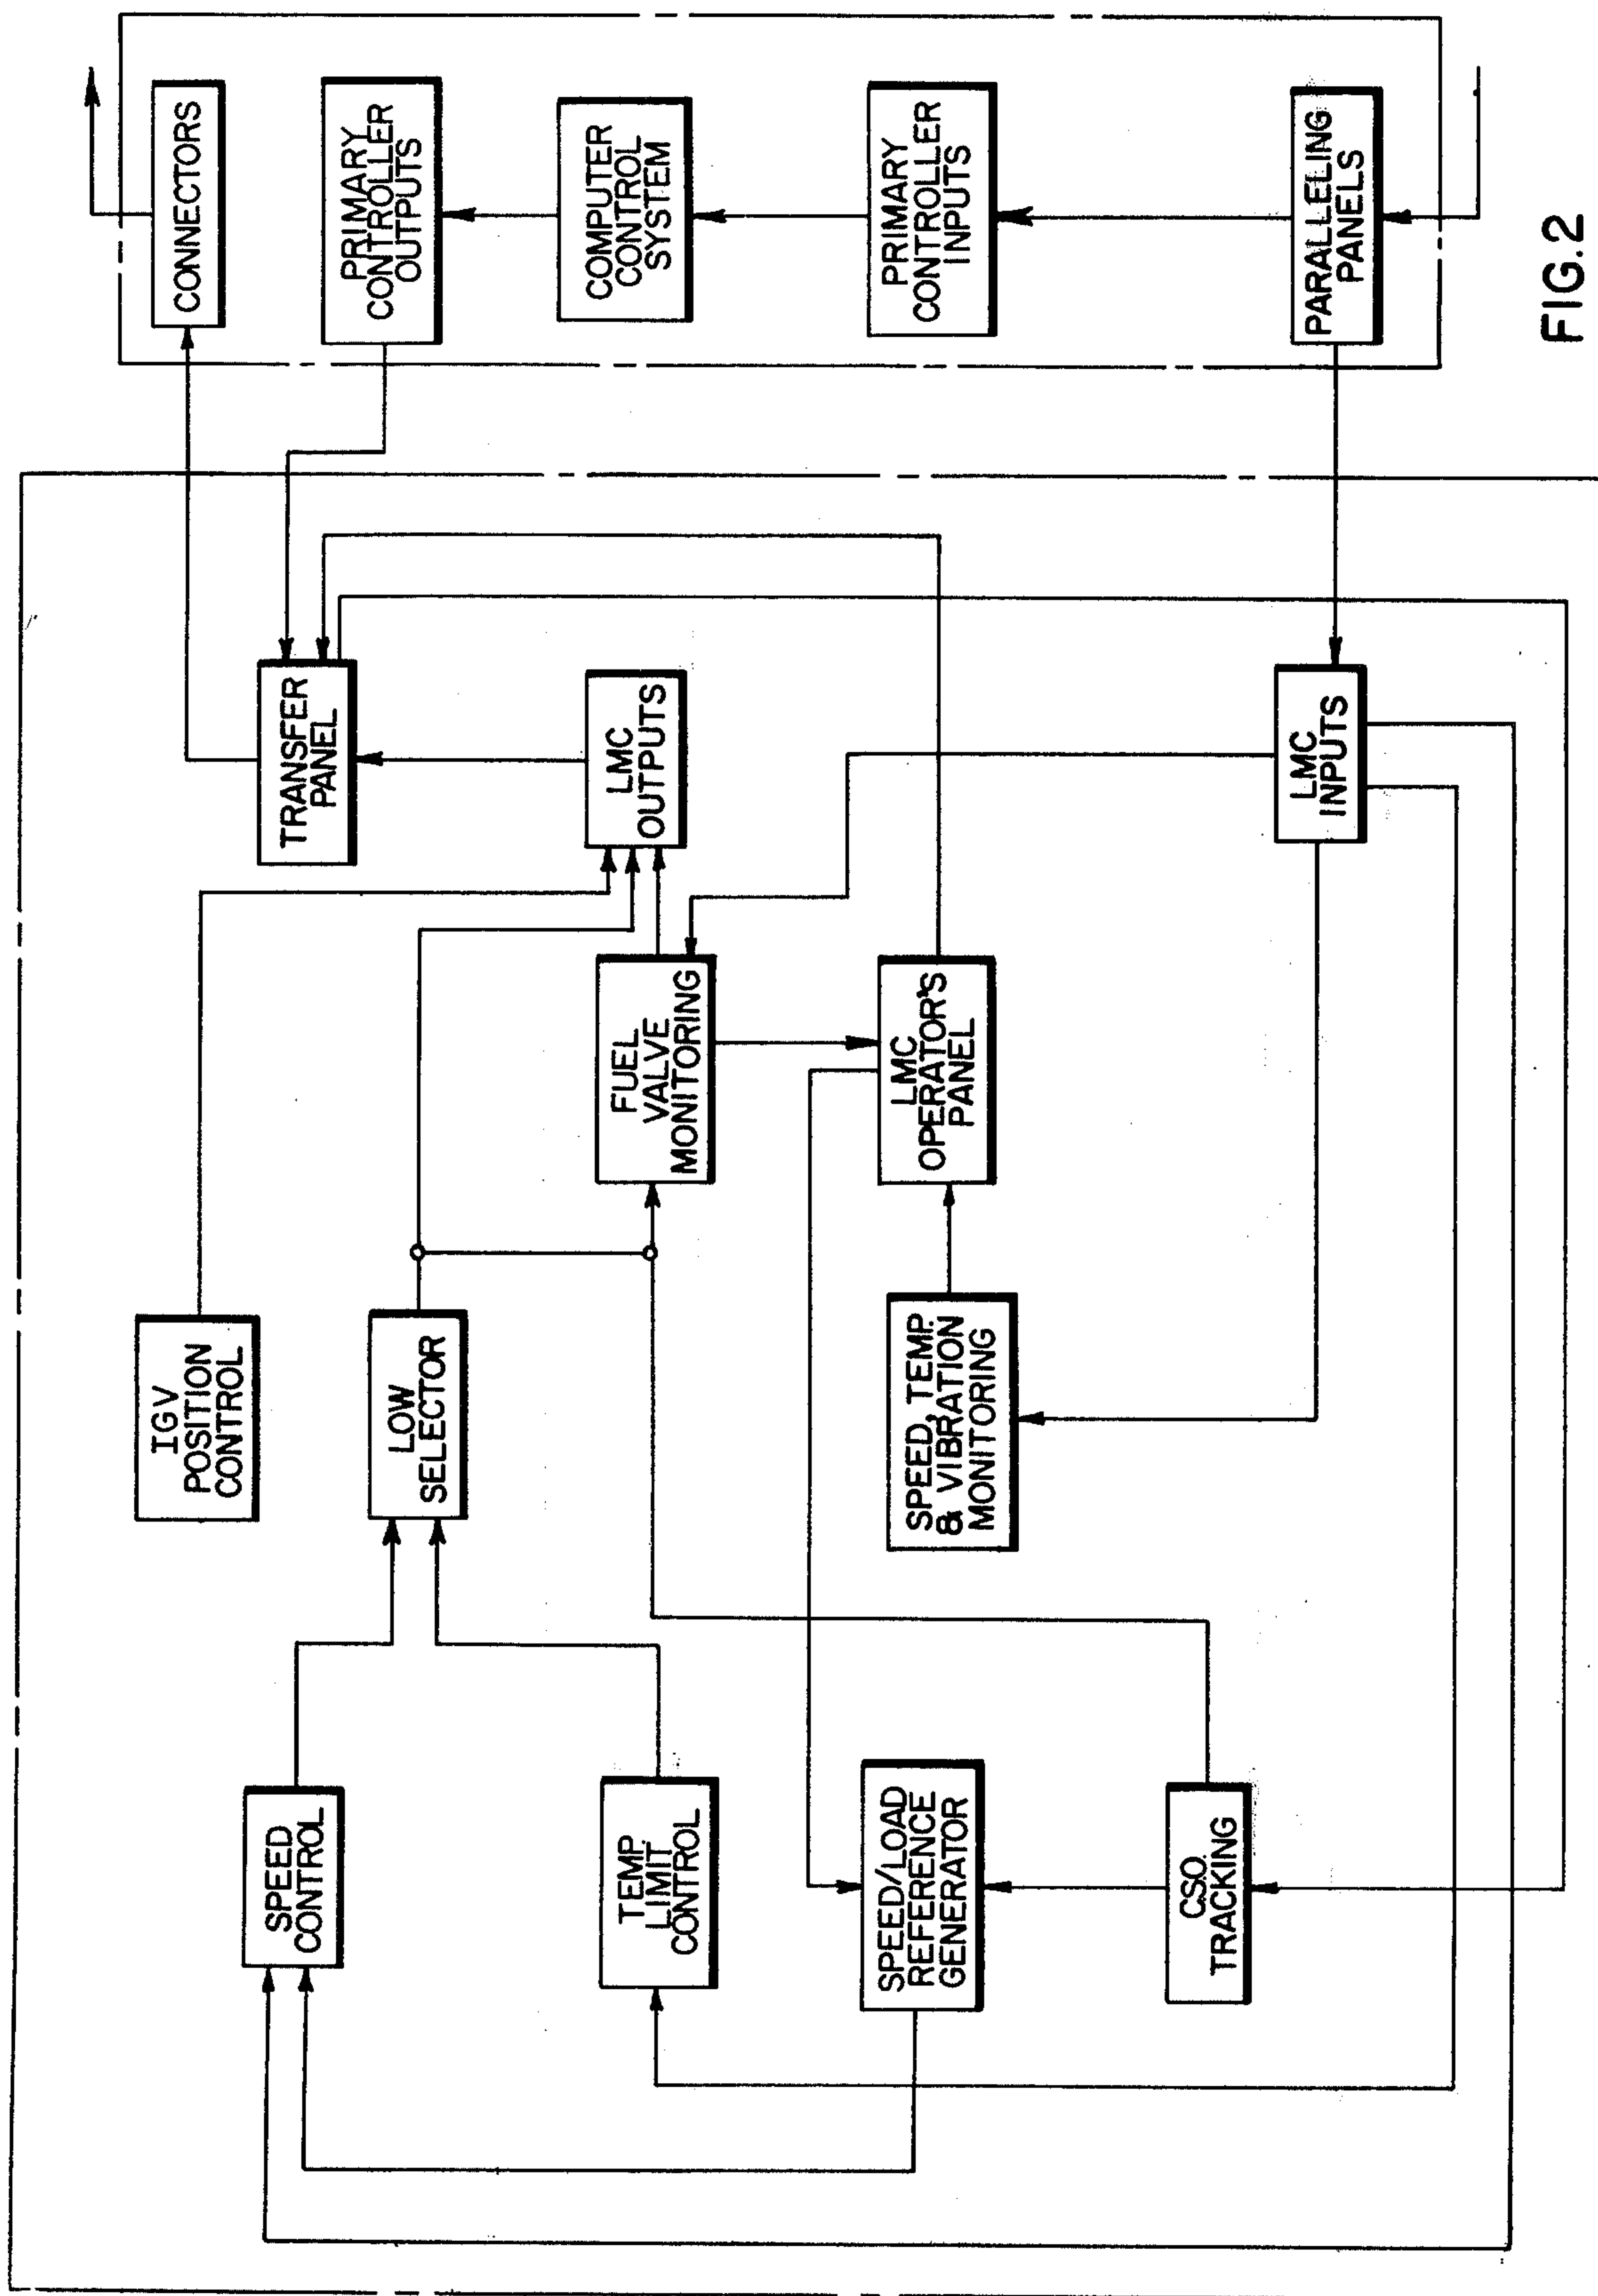 CONNECTORS
PRIMARY
CONTROLLER
OUTPUTS
COMPUTER
CONTROL
SYSTEM
PRIMARY
CONTROLLER
INPUTS
PARALLELING
PANELS
TRANSFER
PANEL
LMC
OUTPUTS
LMC
INPUTS
FUEL
VALVE
MONITORING
LMC
OPERATOR'S
PANEL
IGV
POSITION
CONTROL
LOW
SELECTOR
SPEED, TEMP.
& VIBRATION
MONITORING
SPEED
CONTROL
TEMP.
LIMIT
CONTROL
SPEED/LOAD
REFERENCE
GENERATOR
C.S.O.
TRACKING
FIG.2